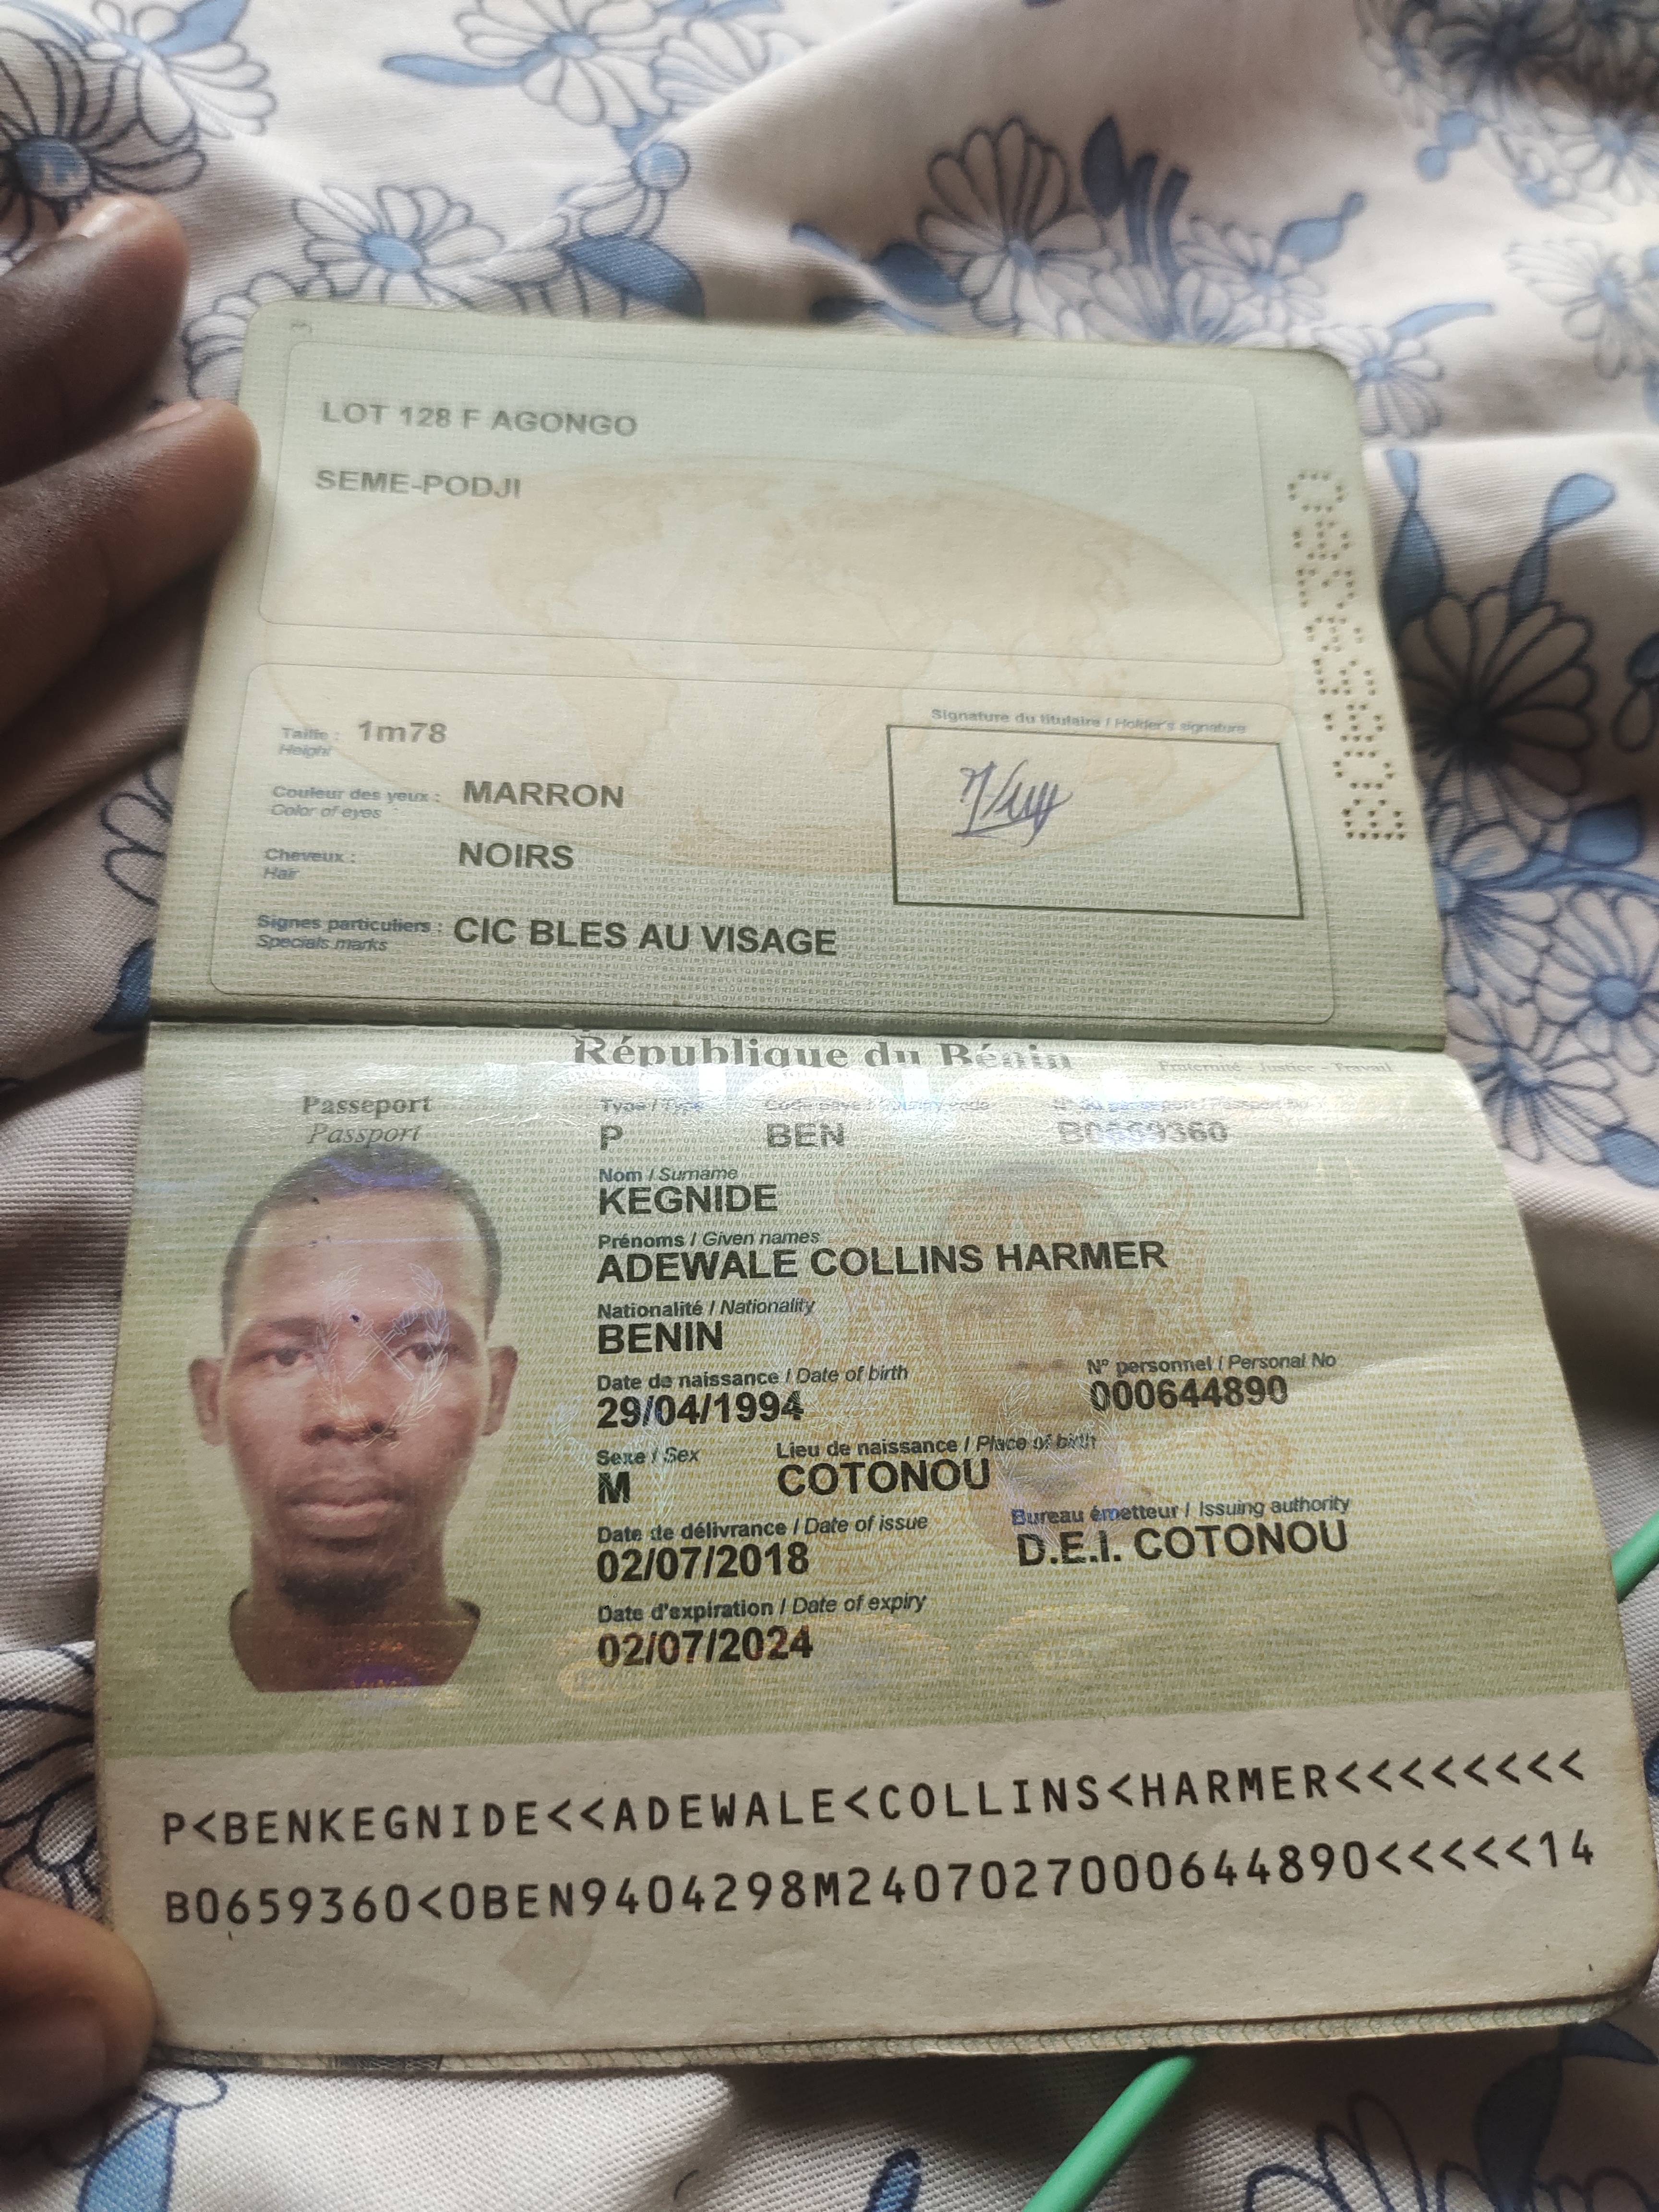 LOT 128 F AGONGO
SEME-PODJI
Taille : 1m78
Height
Couleur des yeux : MARRON
Color of eyes
Cheveux : NOIRS
Hair
Signes particuliers : CIC BLES AU VISAGE
Specials marks
Signature du titulaire / Holder's signature
B0659360
République du Bénin
Fraternité - Justice - Travail
Passeport
Passport
Type / Type Code pays / Country code N° du passeport / Passport No
P BEN B0659360
Nom / Surname
KEGNIDE
Prénoms / Given names
ADEWALE COLLINS HARMER
Nationalité / Nationality
BENIN
Date de naissance / Date of birth N° personnel / Personal No
29/04/1994 000644890
Sexe / Sex Lieu de naissance / Place of birth
M COTONOU
Date de délivrance / Date of issue Bureau émetteur / Issuing authority
02/07/2018 D.E.I. COTONOU
Date d'expiration / Date of expiry
02/07/2024
P<BENKEGNIDE<<ADEWALE<COLLINS<HARMER<<<<<<<<
B0659360<0BEN9404298M2407027000644890<<<<<14